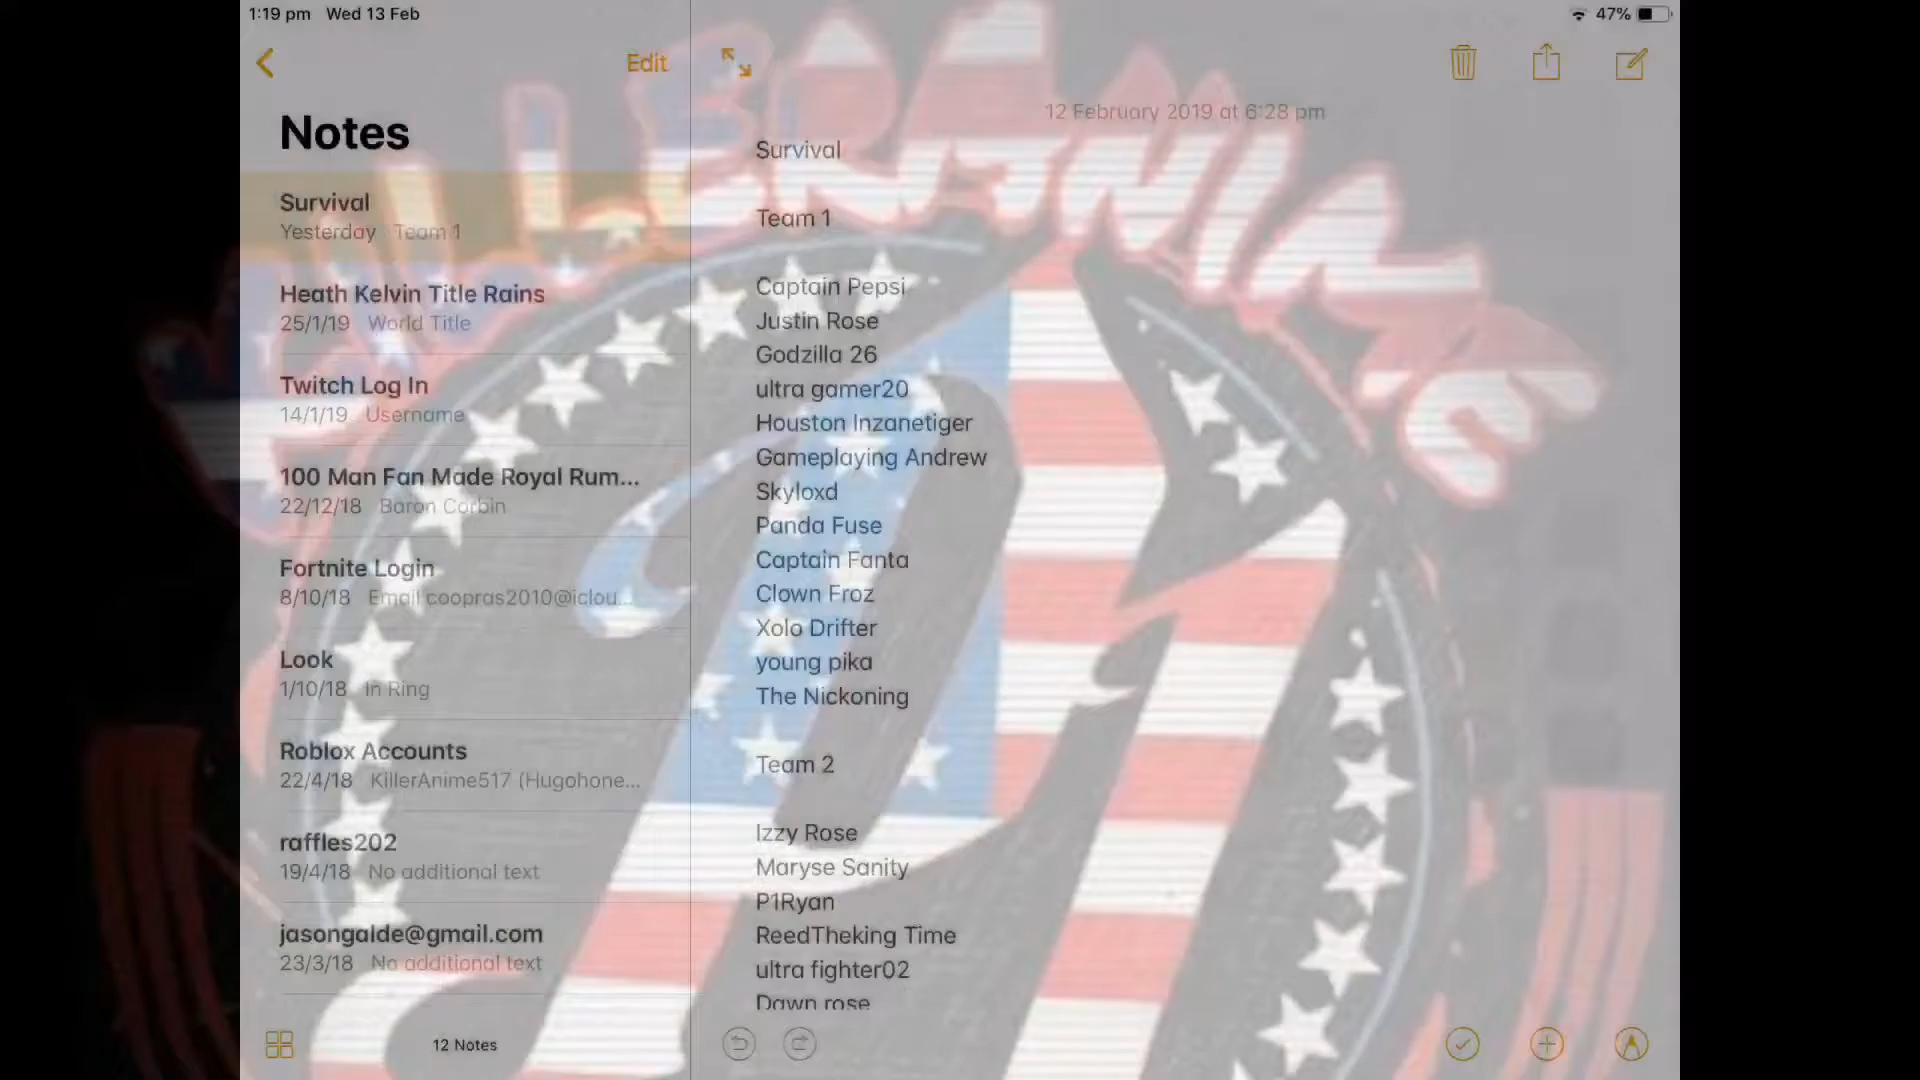 1:19 pm Wed 13 Feb
47%
Edit
Notes
Survival
Yesterday Team 1
Heath Kelvin Title Rains
25/1/19 World Title
Twitch Log In
14/1/19 Username
100 Man Fan Made Royal Rum...
22/12/18 Baron Corbin
Fortnite Login
8/10/18 Email coopras2010@iclou...
Look
1/10/18 In Ring
Roblox Accounts
22/4/18 KillerAnime517 (Hugohone...
raffles202
19/4/18 No additional text
jasongalde@gmail.com
23/3/18 No additional text
12 Notes
12 February 2019 at 6:28 pm
Survival
Team 1
Captain Pepsi
Justin Rose
Godzilla 26
ultra gamer20
Houston Inzanetiger
Gameplaying Andrew
Skyloxd
Panda Fuse
Captain Fanta
Clown Froz
Xolo Drifter
young pika
The Nickoning
Team 2
Izzy Rose
Maryse Sanity
P1Ryan
ReedTheking Time
ultra fighter02
Dawn rose
KILLERANIME